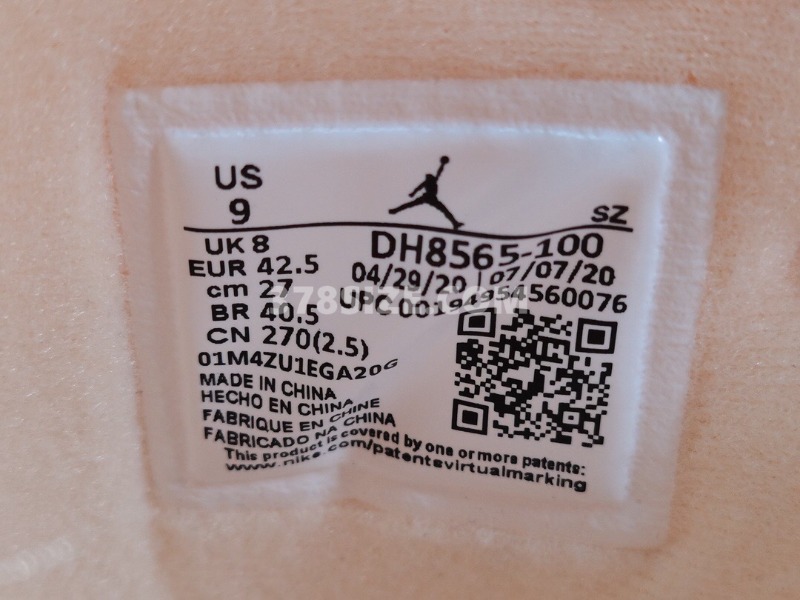 US
9
SZ
UK 8
EUR 42.5
cm 27
BR 40.5
CN 270(2.5)
01M4ZU1EGA20G
DH8565-100
04/29/20 | 07/07/20
UPC 00194954560076
MADE IN CHINA
HECHO EN CHINA
FABRIQUE EN CHINE
FABRICADO NA CHINA
This product is covered by one or more patents:
www.nike.com/patentsvirtualmarking